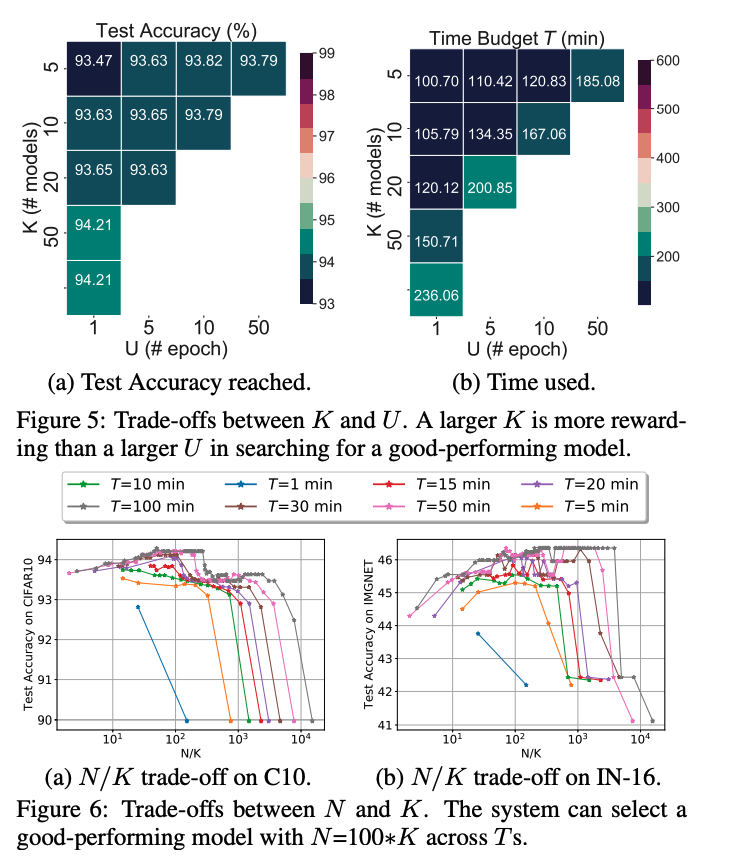 Test Accuracy (%)
93.47 93.63 93.82 93.79
93.63 93.65 93.79
93.65 93.63
94.21
94.21
5
10
20
50
K (# models)
1 5 10 50
U (# epoch)
99
98
97
96
95
94
93
(a) Test Accuracy reached.
Time Budget T (min)
100.70 110.42 120.83 185.08
105.79 134.35 167.06
120.12 200.85
150.71
236.06
5
10
20
50
K (# models)
1 5 10 50
U (# epoch)
600
500
400
300
200
(b) Time used.
Figure 5: Trade-offs between K and U. A larger K is more reward-
ing than a larger U in searching for a good-performing model.
T=10 min T=1 min T=15 min T=20 min
T=100 min T=30 min T=50 min T=5 min
Test Accuracy on CIFAR10
94
93
92
91
90
10¹ 10² 10³ 10⁴
N/K
(a) N/K trade-off on C10.
Test Accuracy on IMGNET
46
45
44
43
42
41
10¹ 10² 10³ 10⁴
N/K
(b) N/K trade-off on IN-16.
Figure 6: Trade-offs between N and K. The system can select a
good-performing model with N=100∗K across Ts.